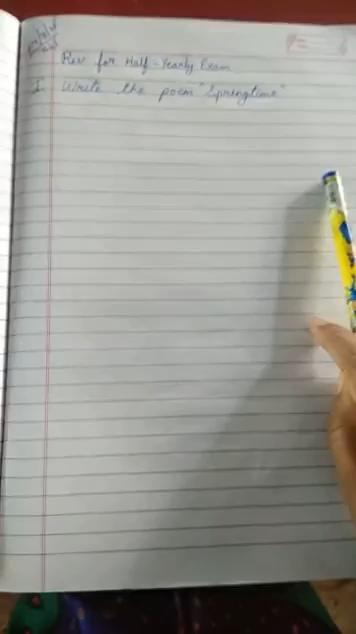 Rev for Half-Yearly Exam
I. Write the poem "Springtime"